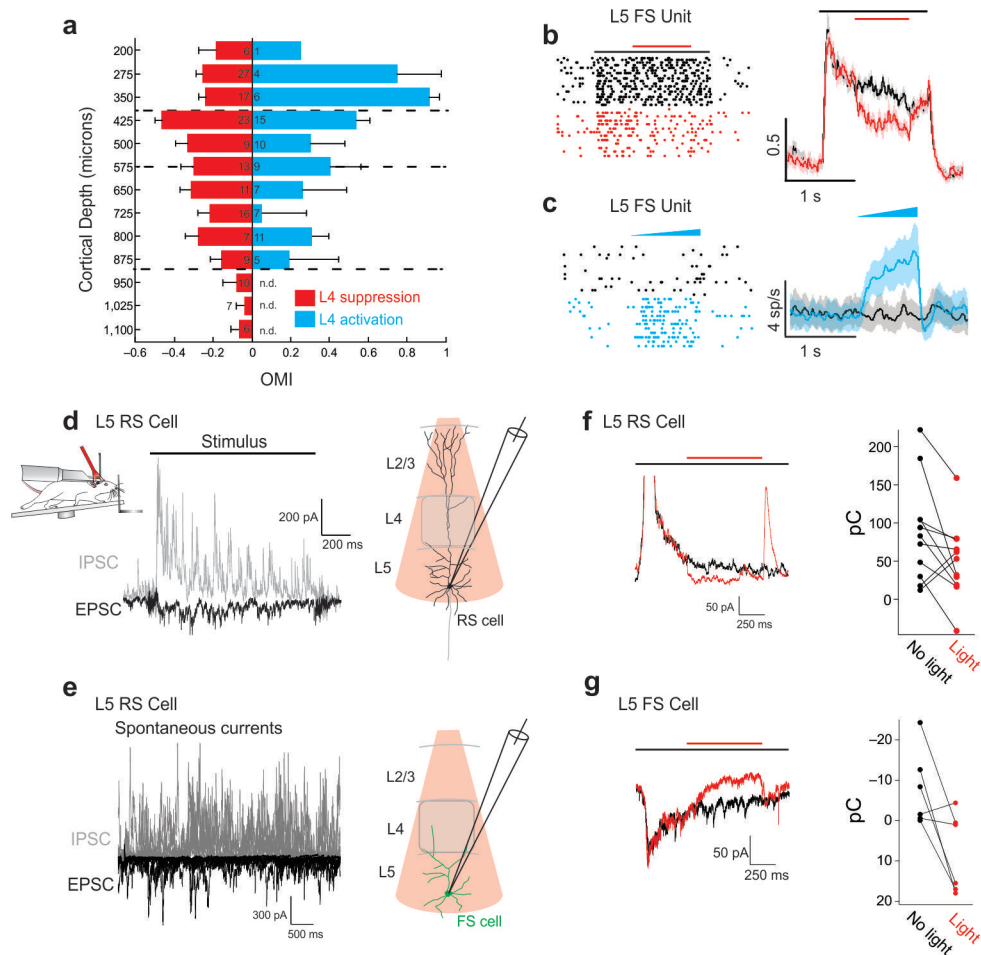 a
200
275
350
425
500
575
650
725
800
875
950
1,025
1,100
Cortical Depth (microns)
6 1
27 4
17 6
23 15
9 10
13 9
11 7
16 7
7 11
9 5
10 n.d.
7 n.d.
6 n.d.
L4 suppression
L4 activation
–0.6 –0.4 –0.2 0 0.2 0.4 0.6 0.8 1
OMI
b
L5 FS Unit
0.5
1 s
c
L5 FS Unit
4 sp/s
1 s
d
L5 RS Cell
Stimulus
200 pA
200 ms
IPSC
EPSC
L2/3
L4
L5
RS cell
e
L5 RS Cell
Spontaneous currents
IPSC
EPSC
300 pA
500 ms
L2/3
L4
L5
FS cell
f
L5 RS Cell
50 pA
250 ms
200
150
100
50
0
pC
No light
Light
g
L5 FS Cell
50 pA
250 ms
–20
–10
0
10
20
pC
No light
Light